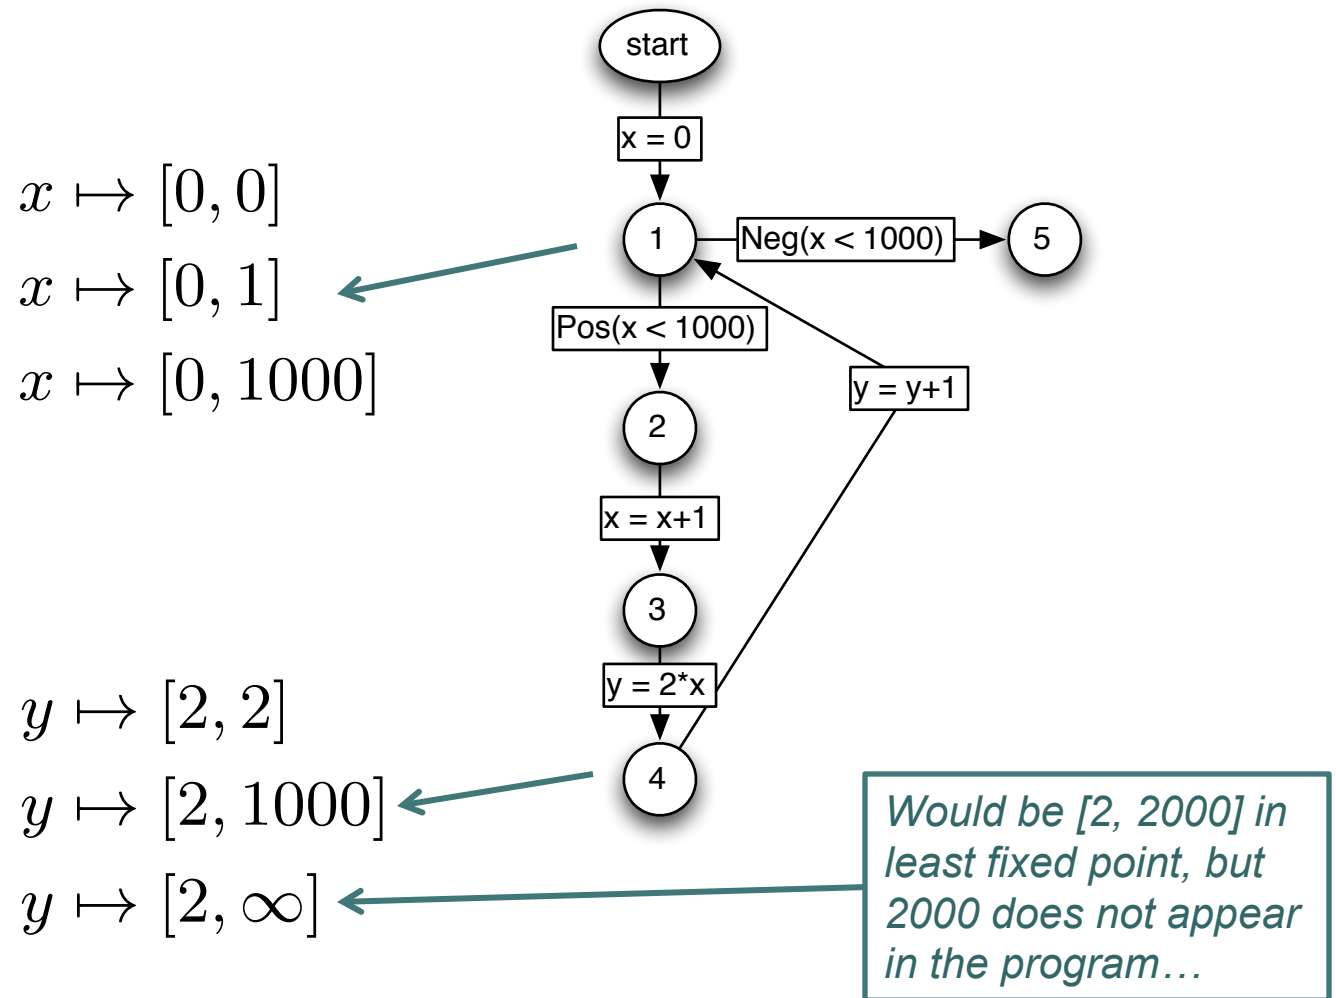 start
x = 0
x ↦ [0, 0]
1
Neg(x < 1000)
5
x ↦ [0, 1]
Pos(x < 1000)
x ↦ [0, 1000]
y = y+1
2
x = x+1
3
y = 2*x
y ↦ [2, 2]
4
y ↦ [2, 1000]
y ↦ [2, ∞]
Would be [2, 2000] in
least fixed point, but
2000 does not appear
in the program…